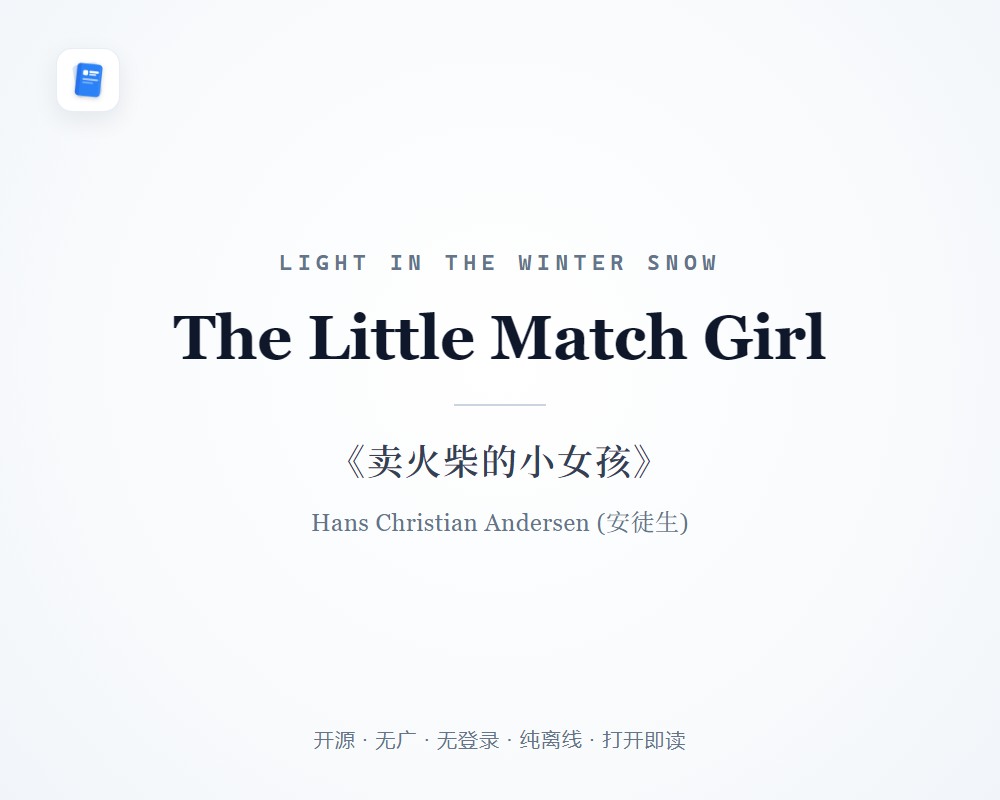 LIGHT IN THE WINTER SNOW
The Little Match Girl
《卖火柴的小女孩》
Hans Christian Andersen (安徒生)
开源 · 无广 · 无登录 · 纯离线 · 打开即读